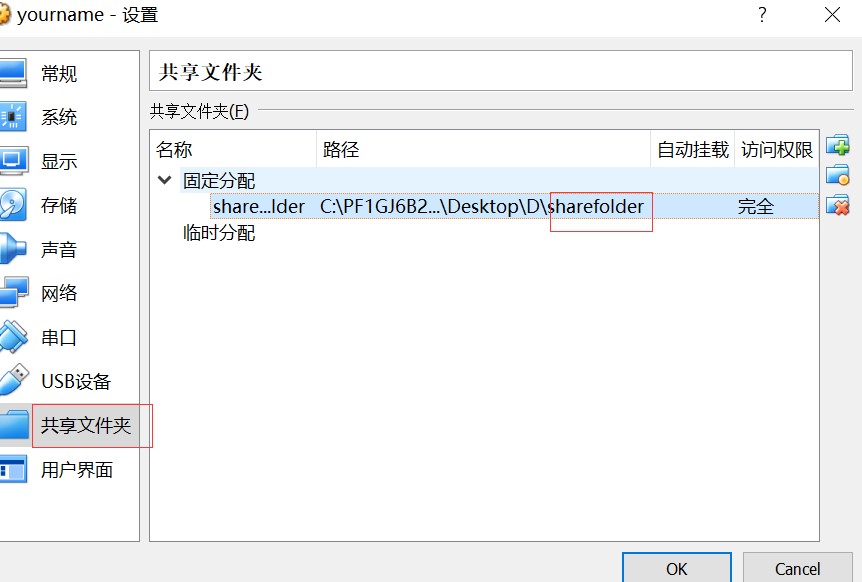 yourname - 设置
?
常规
系统
显示
存储
声音
网络
串口
USB设备
共享文件夹
用户界面
共享文件夹
共享文件夹(F)
名称 路径 自动挂载 访问权限
固定分配
share...lder C:\PF1GJ6B2...\Desktop\D\sharefolder 完全
临时分配
OK Cancel